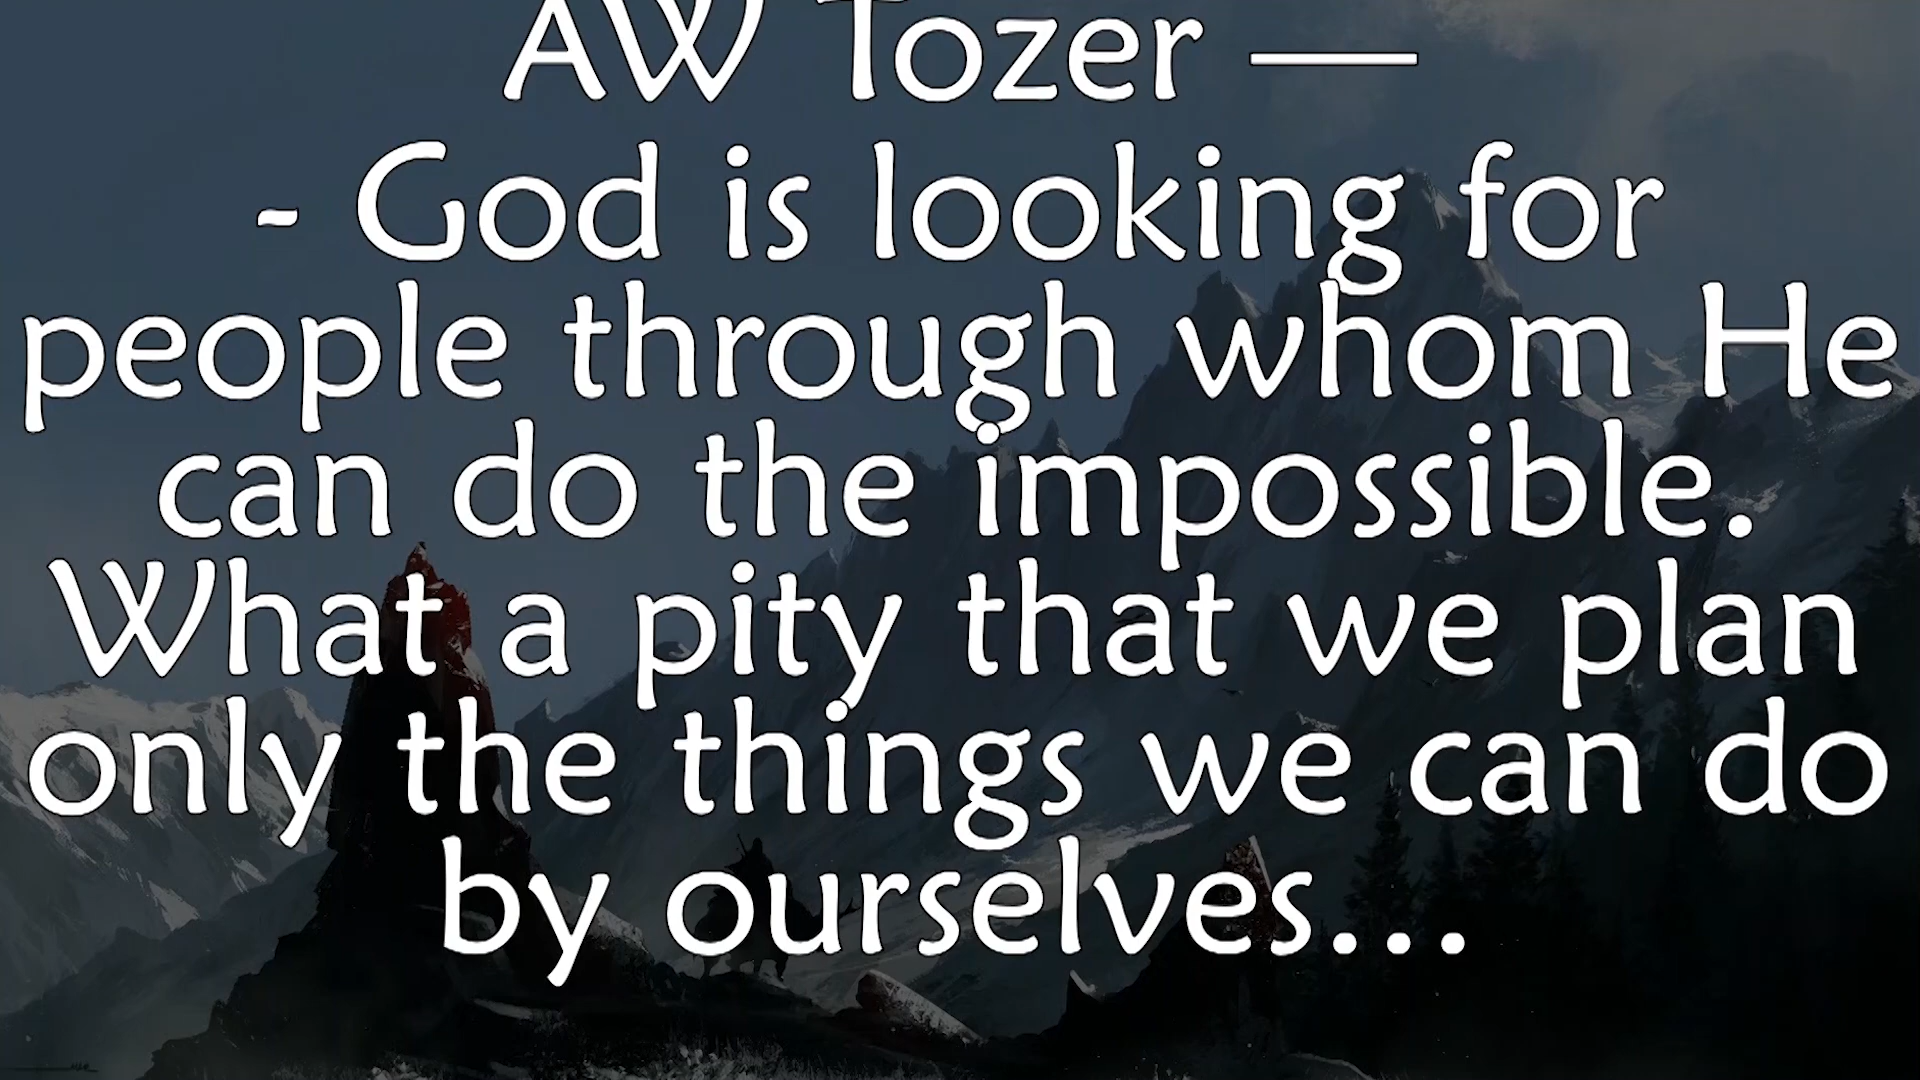 AW Tozer —
- God is looking for
people through whom He
can do the impossible.
What a pity that we plan
only the things we can do
by ourselves...